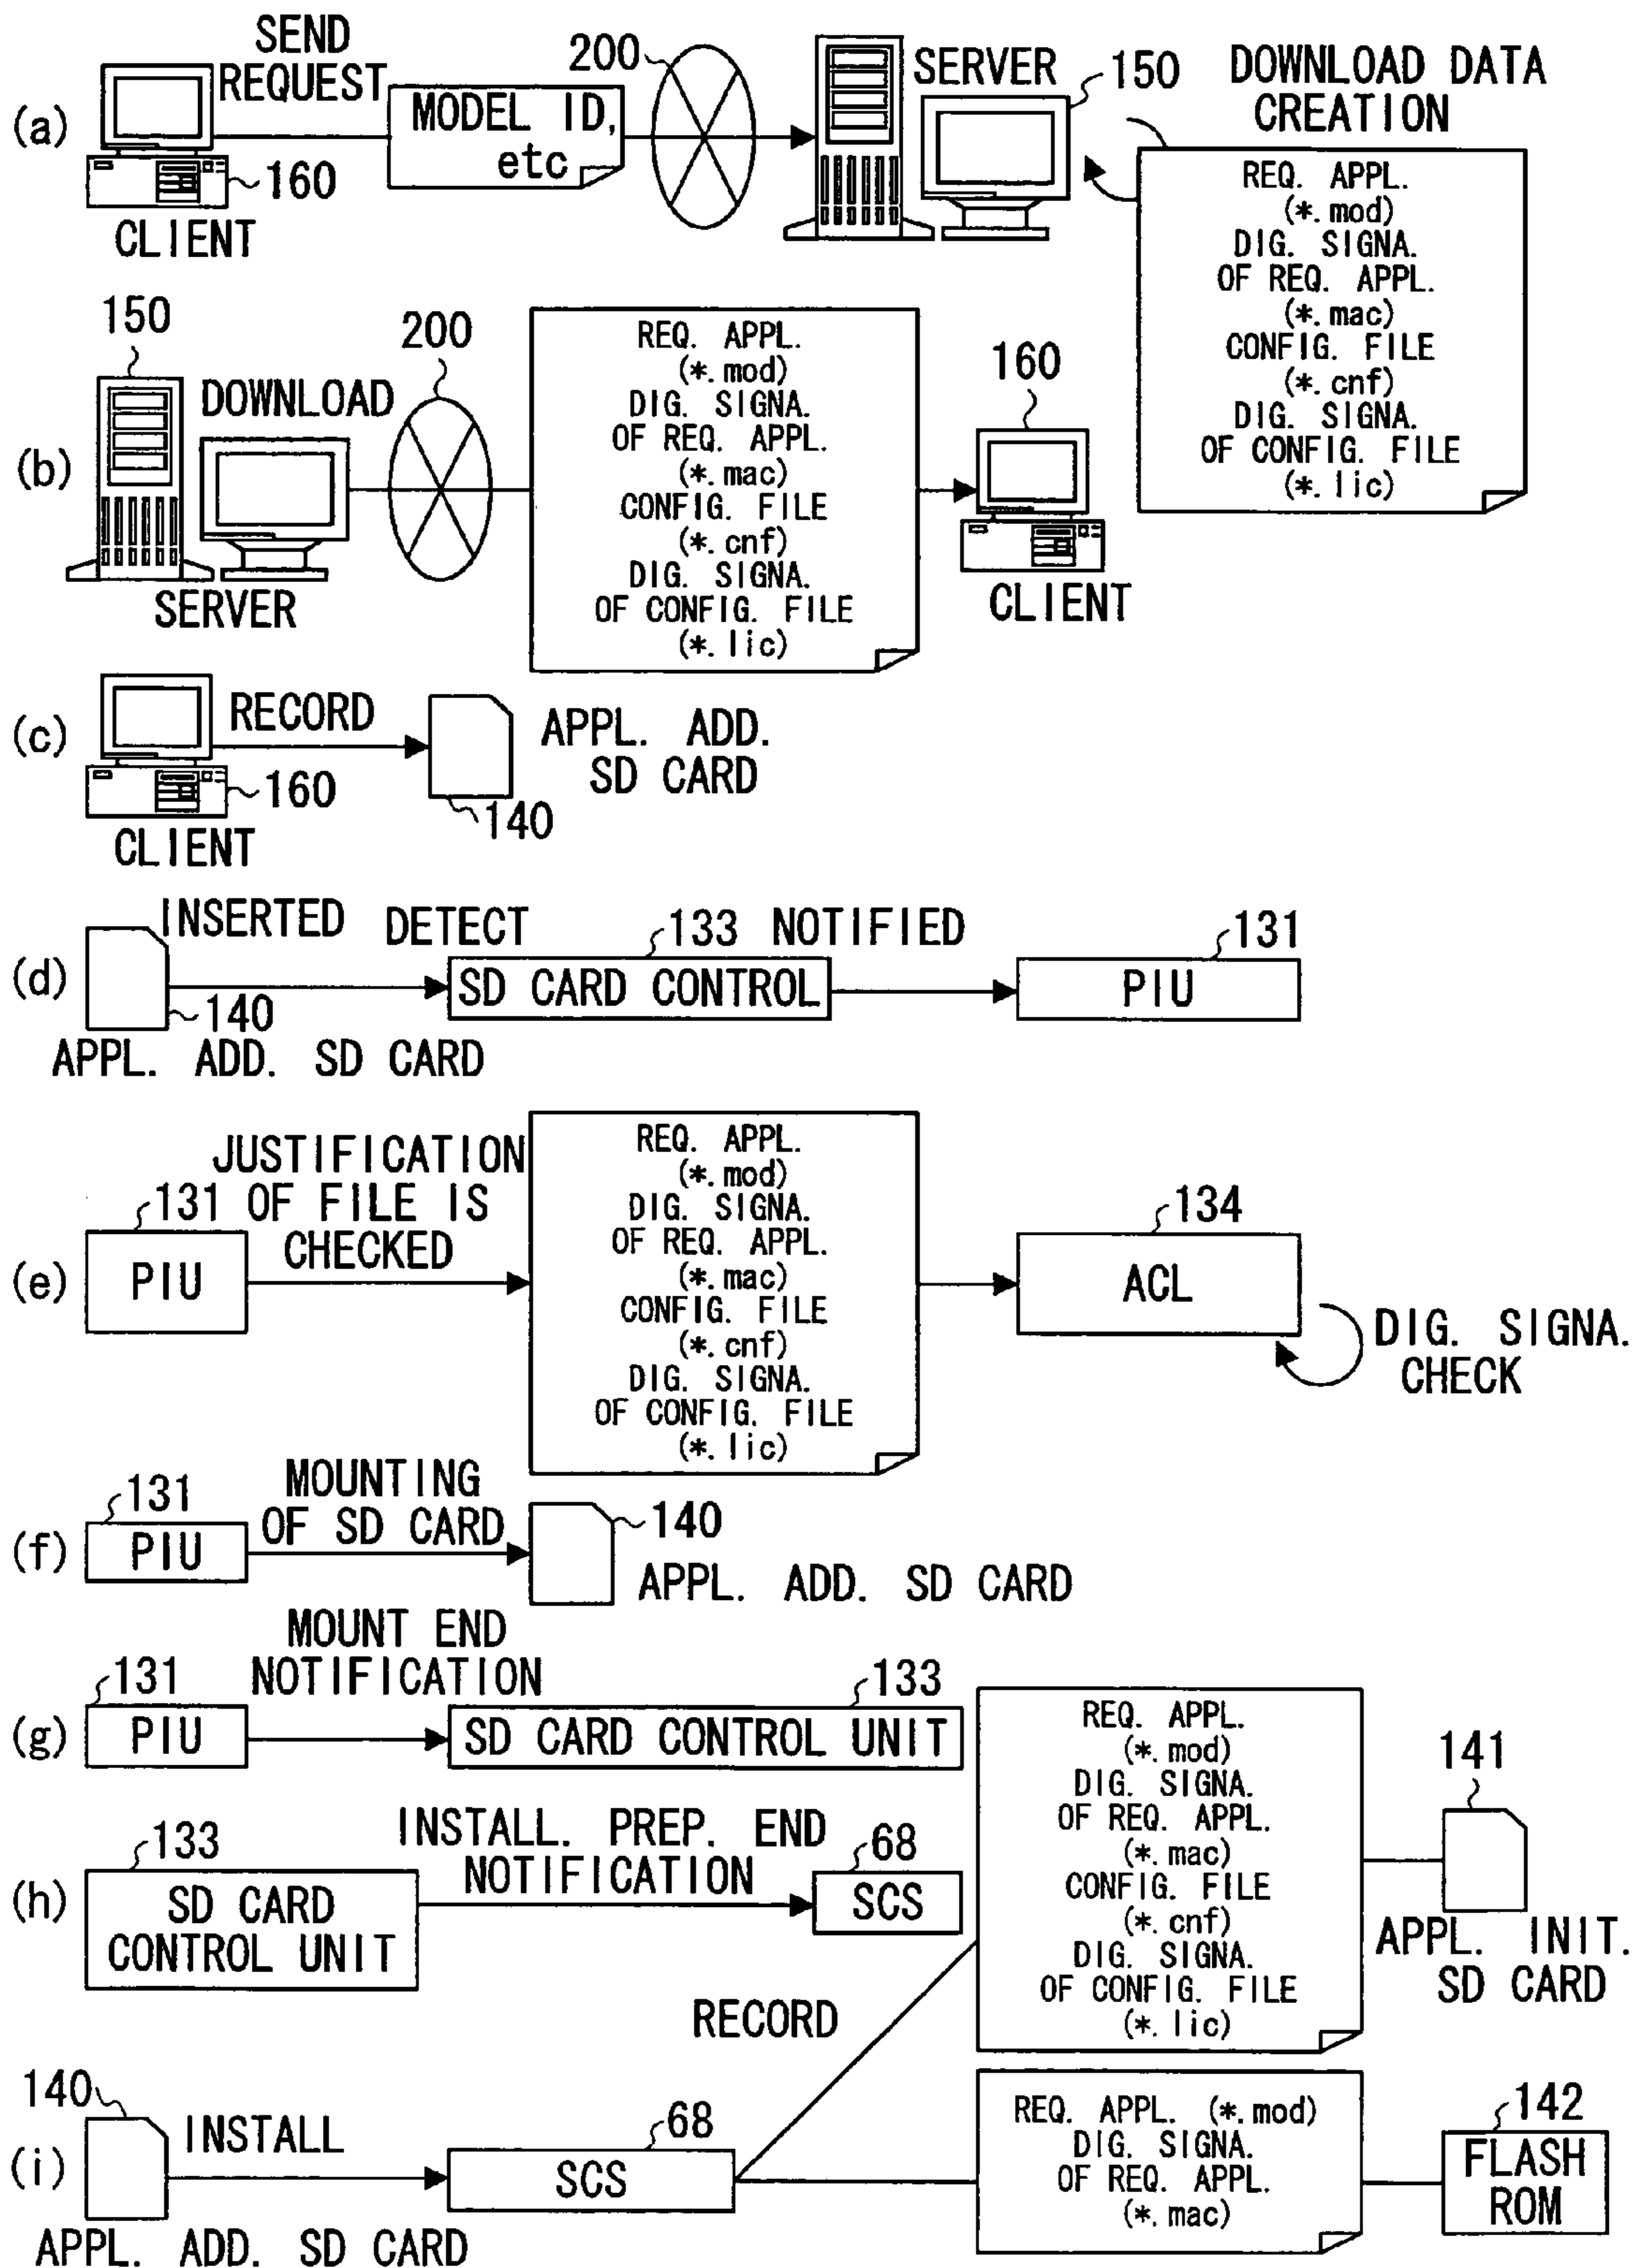 (a)
SEND
REQUEST
MODEL ID,
etc
200
SERVER
150
DOWNLOAD DATA
CREATION
160
CLIENT
REQ. APPL.
(*.mod)
DIG. SIGNA.
OF REQ. APPL.
(*.mac)
CONFIG. FILE
(*.cnf)
DIG. SIGNA.
OF CONFIG. FILE
(*.lic)
(b)
150
DOWNLOAD
SERVER
200
REQ. APPL.
(*.mod)
DIG. SIGNA.
OF REQ. APPL.
(*.mac)
CONFIG. FILE
(*.cnf)
DIG. SIGNA.
OF CONFIG. FILE
(*.lic)
160
CLIENT
(c)
RECORD
160
CLIENT
140
APPL. ADD.
SD CARD
(d)
INSERTED
140
APPL. ADD. SD CARD
DETECT
133
SD CARD CONTROL
NOTIFIED
131
PIU
(e)
131
PIU
JUSTIFICATION
OF FILE IS
CHECKED
REQ. APPL.
(*.mod)
DIG. SIGNA.
OF REQ. APPL.
(*.mac)
CONFIG. FILE
(*.cnf)
DIG. SIGNA.
OF CONFIG. FILE
(*.lic)
134
ACL
DIG. SIGNA.
CHECK
(f)
131
PIU
MOUNTING
OF SD CARD
140
APPL. ADD. SD CARD
(g)
131
PIU
MOUNT END
NOTIFICATION
133
SD CARD CONTROL UNIT
(h)
133
SD CARD
CONTROL UNIT
INSTALL. PREP. END
NOTIFICATION
68
SCS
(i)
140
INSTALL
APPL. ADD. SD CARD
68
SCS
RECORD
REQ. APPL.
(*.mod)
DIG. SIGNA.
OF REQ. APPL.
(*.mac)
CONFIG. FILE
(*.cnf)
DIG. SIGNA.
OF CONFIG. FILE
(*.lic)
141
APPL. INIT.
SD CARD
REQ. APPL. (*.mod)
DIG. SIGNA.
OF REQ. APPL.
(*.mac)
142
FLASH
ROM